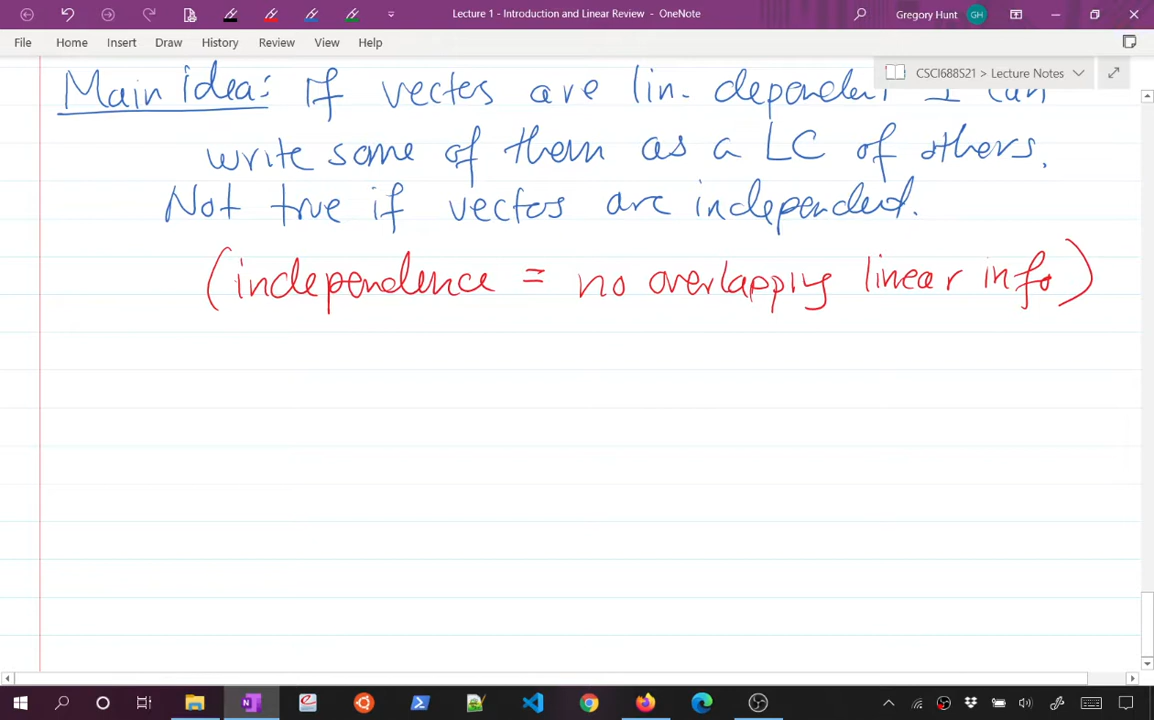 Lecture 1 - Introduction and Linear Review - OneNote
Gregory Hunt GH
File Home Insert Draw History Review View Help
CSCI688S21 > Lecture Notes
Main idea: If vectors are lin. dependent I can
write some of them as a LC of others.
Not true if vectors are independent.
(independence = no overlapping linear info)